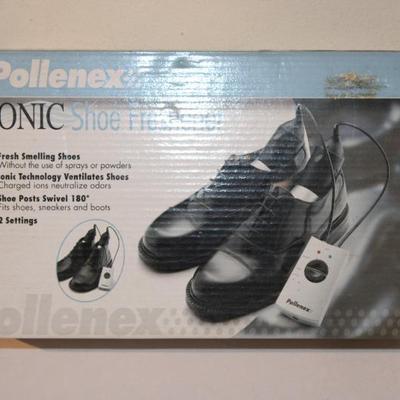 Pollenex
IONIC Shoe Freshener
Fresh Smelling Shoes
Without the use of sprays or powders
Ionic Technology Ventilates Shoes
Charged ions neutralize odors
Shoe Posts Swivel 180°
Fits shoes, sneakers and boots
2 Settings
Pollenex
Pollenex